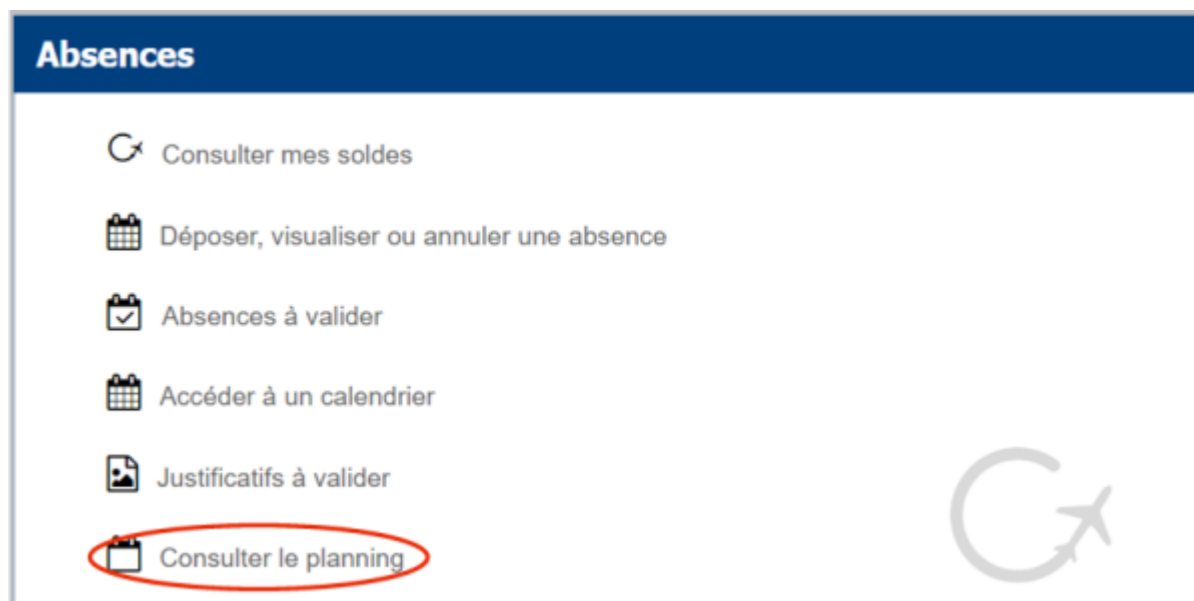 Absences
Consulter mes soldes
Déposer, visualiser ou annuler une absence
Absences à valider
Accéder à un calendrier
Justificatifs à valider
Consulter le planning